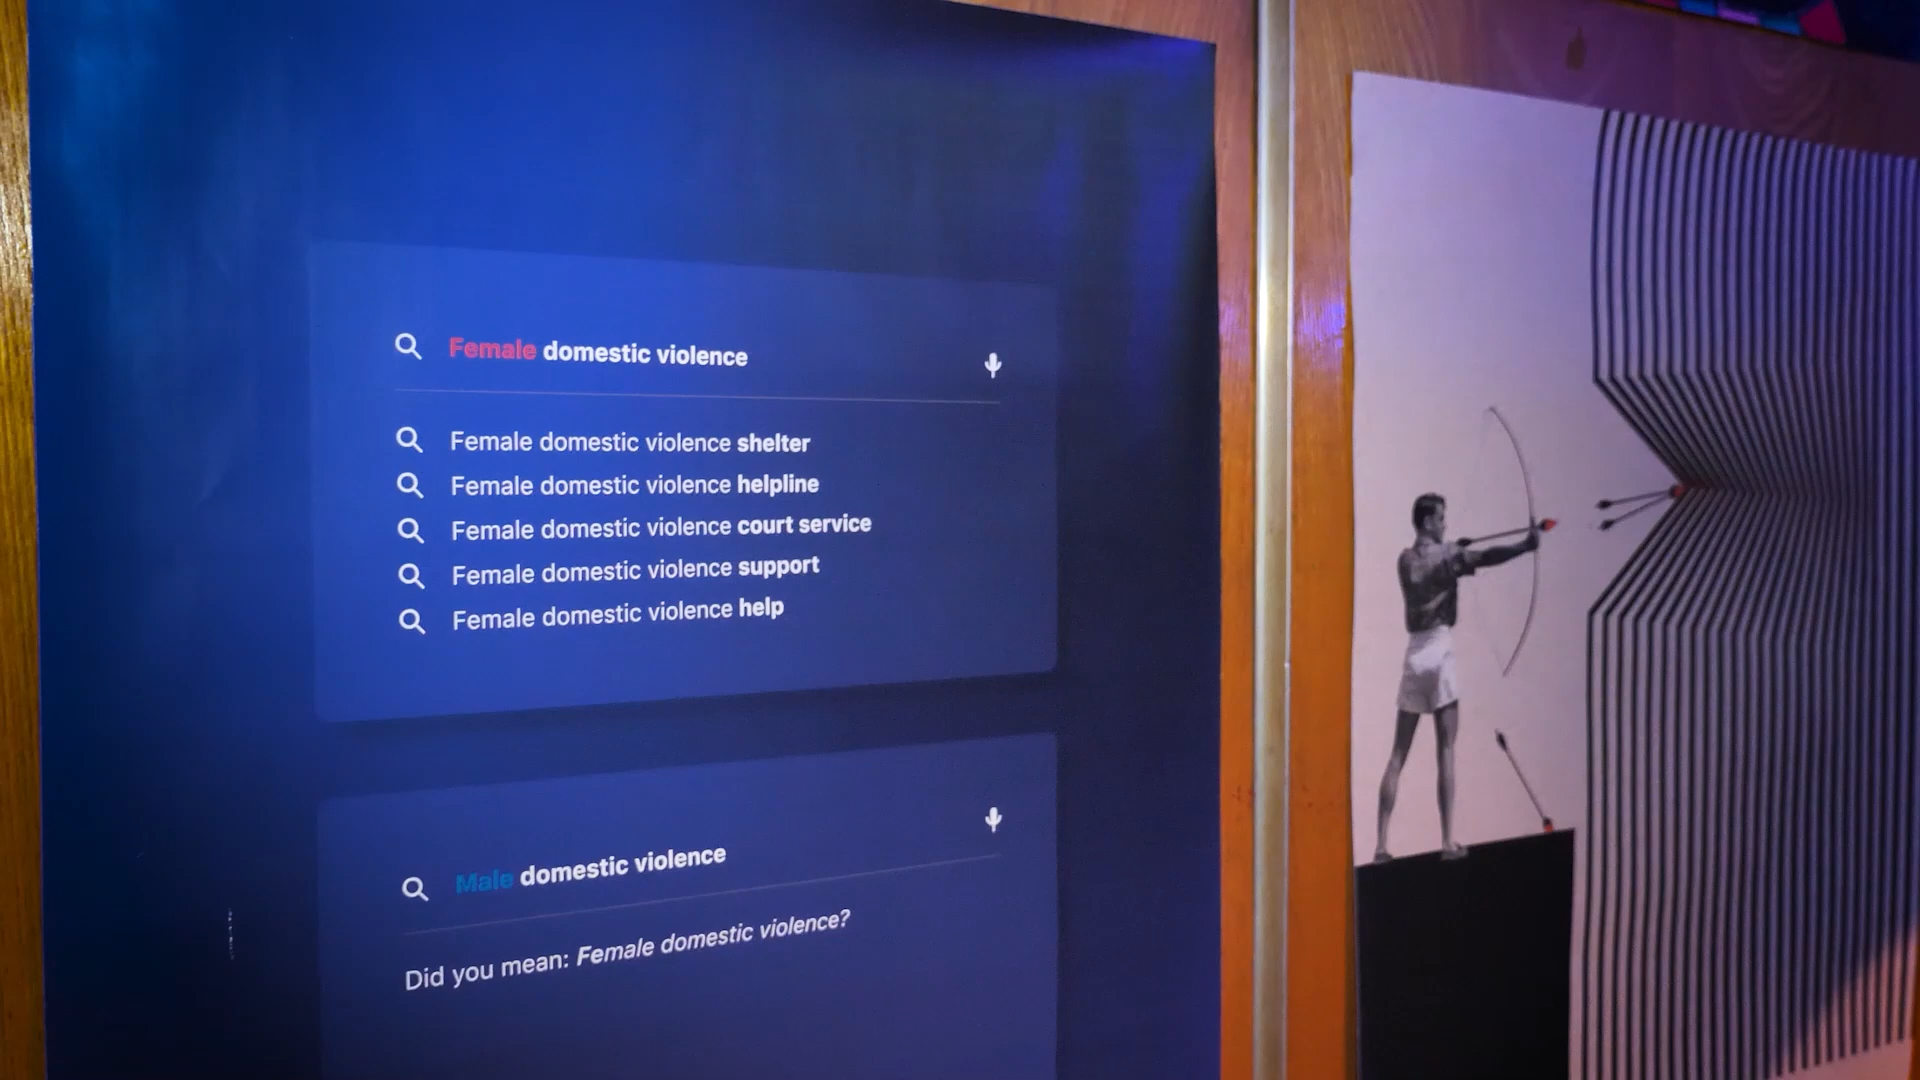 Female domestic violence
Female domestic violence shelter
Female domestic violence helpline
Female domestic violence court service
Female domestic violence support
Female domestic violence help
Male domestic violence
Did you mean: Female domestic violence?